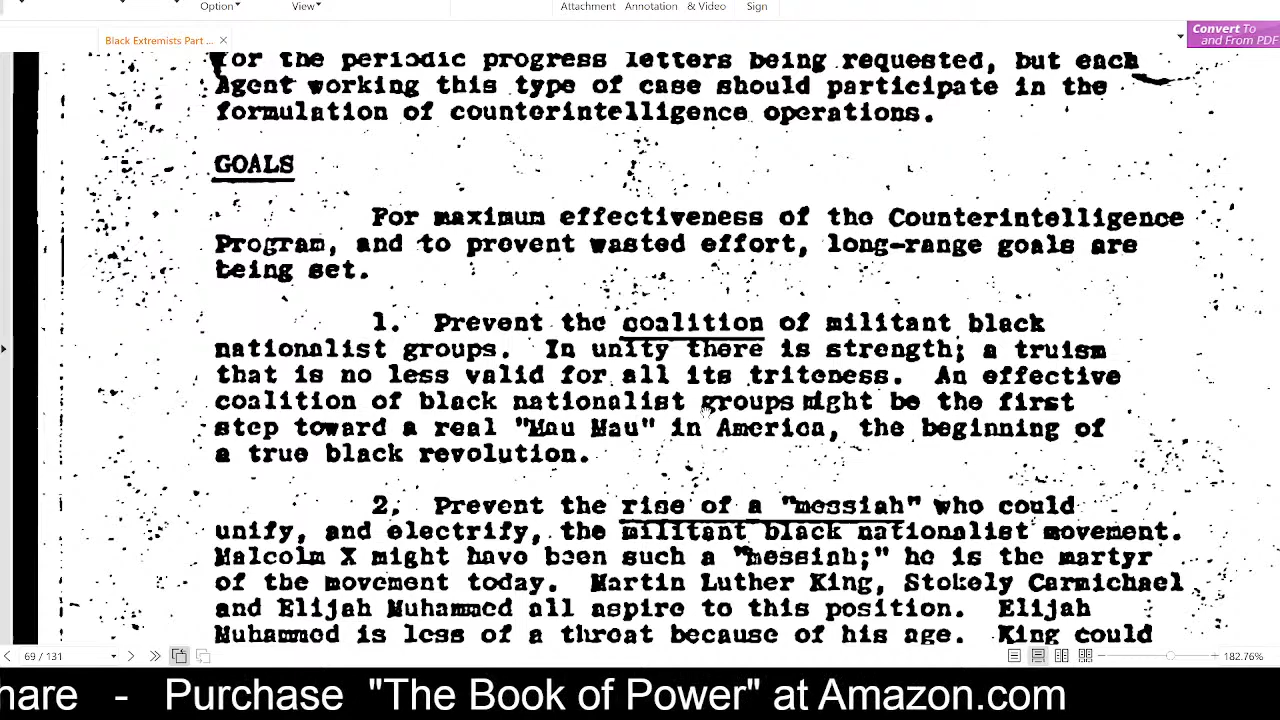 Option View Attachment Annotation & Video Sign
Black Extremists Part ... ×
Convert To
and From PDF
for the periodic progress letters being requested, but each
Agent working this type of case should participate in the
formulation of counterintelligence operations.
GOALS
For maximum effectiveness of the Counterintelligence
Program, and to prevent wasted effort, long-range goals are
being set.
1. Prevent the coalition of militant black
nationalist groups. In unity there is strength; a truism
that is no less valid for all its triteness. An effective
coalition of black nationalist groups might be the first
step toward a real "Mau Mau" in America, the beginning of
a true black revolution.
2. Prevent the rise of a "messiah" who could
unify, and electrify, the militant black nationalist movement.
Malcolm X might have been such a "messiah;" he is the martyr
of the movement today. Martin Luther King, Stokely Carmichael
and Elijah Muhammed all aspire to this position. Elijah
Muhammed is less of a threat because of his age. King could
69 / 131 182.76%
hare - Purchase "The Book of Power" at Amazon.com